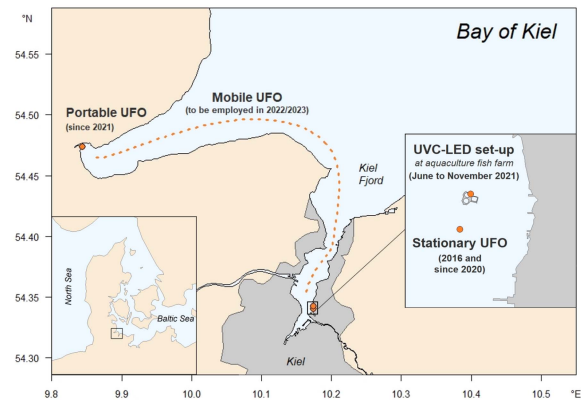 °N
Bay of Kiel
54.55
54.50
54.45
54.40
54.35
54.30
Portable UFO
(since 2021)
Mobile UFO
(to be employed in 2022/2023)
Kiel
Fjord
UVC-LED set-up
at aquaculture fish farm
(June to November 2021)
Stationary UFO
(2016 and
since 2020)
North Sea
Baltic Sea
Kiel
9.8
9.9
10.0
10.1
10.2
10.3
10.4
10.5
°E